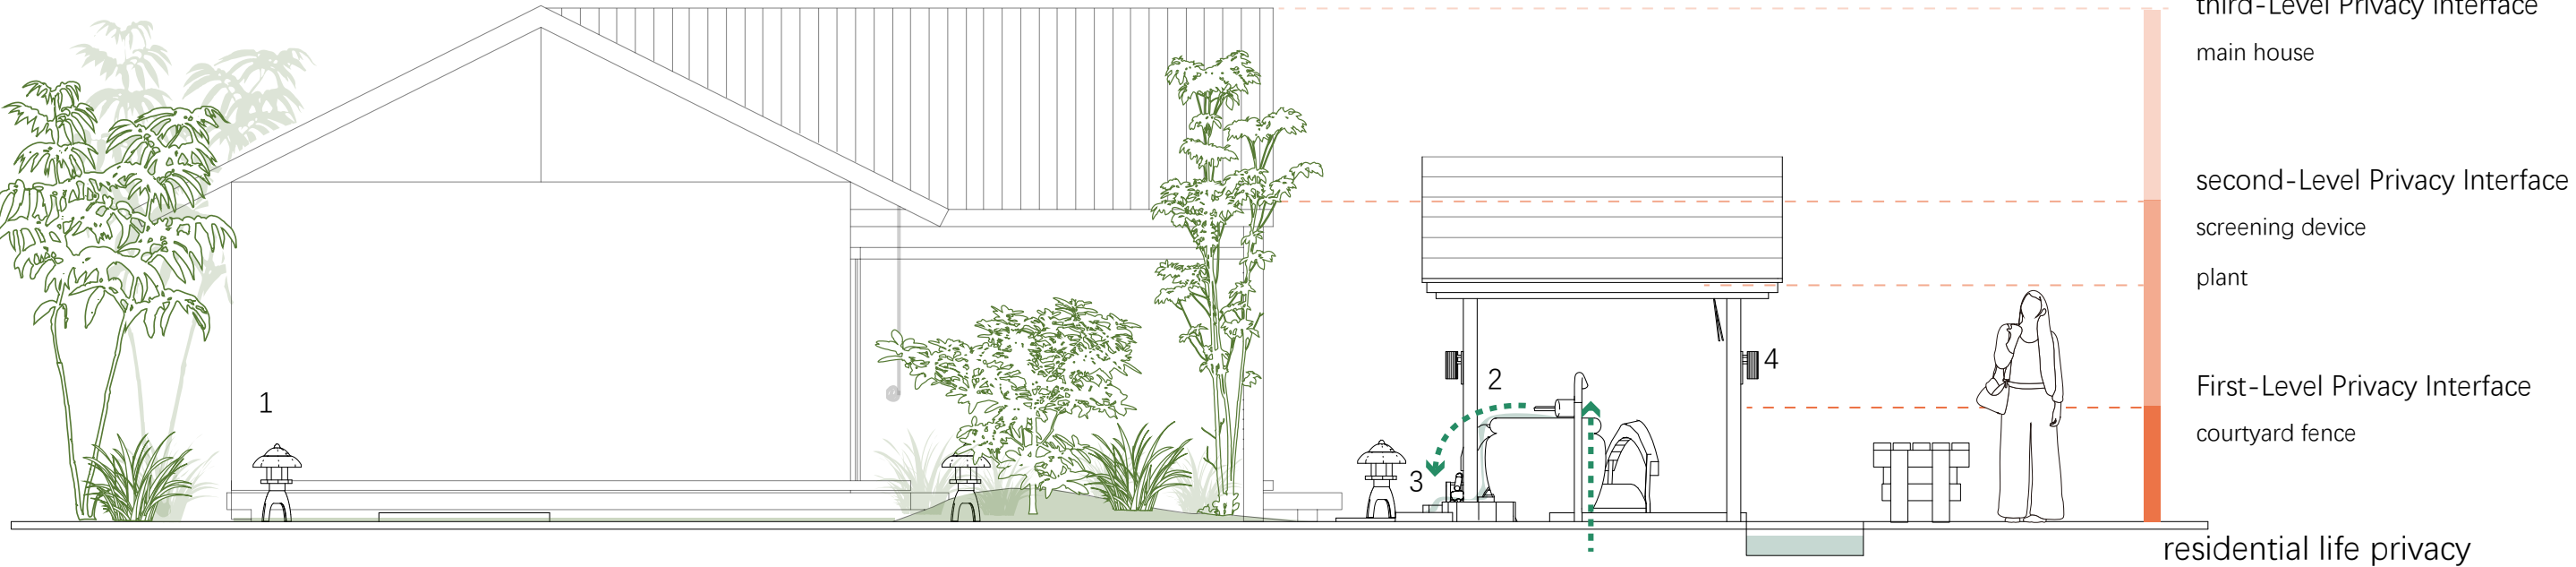 third-Level Privacy Interface
main house
second-Level Privacy Interface
screening device
plant
4
2
First-Level Privacy Interface
1
courtyard fence
3
residential life privacy